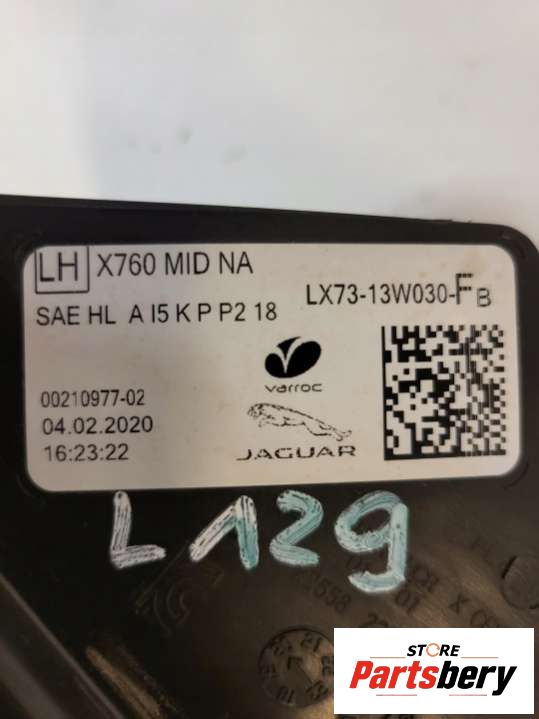 LH X760 MID NA
SAE HL A I5 K P P2 18
LX73-13W030-FB
varroc
00210977-02
04.02.2020
16:23:22
JAGUAR
L129
STORE
Partsbery